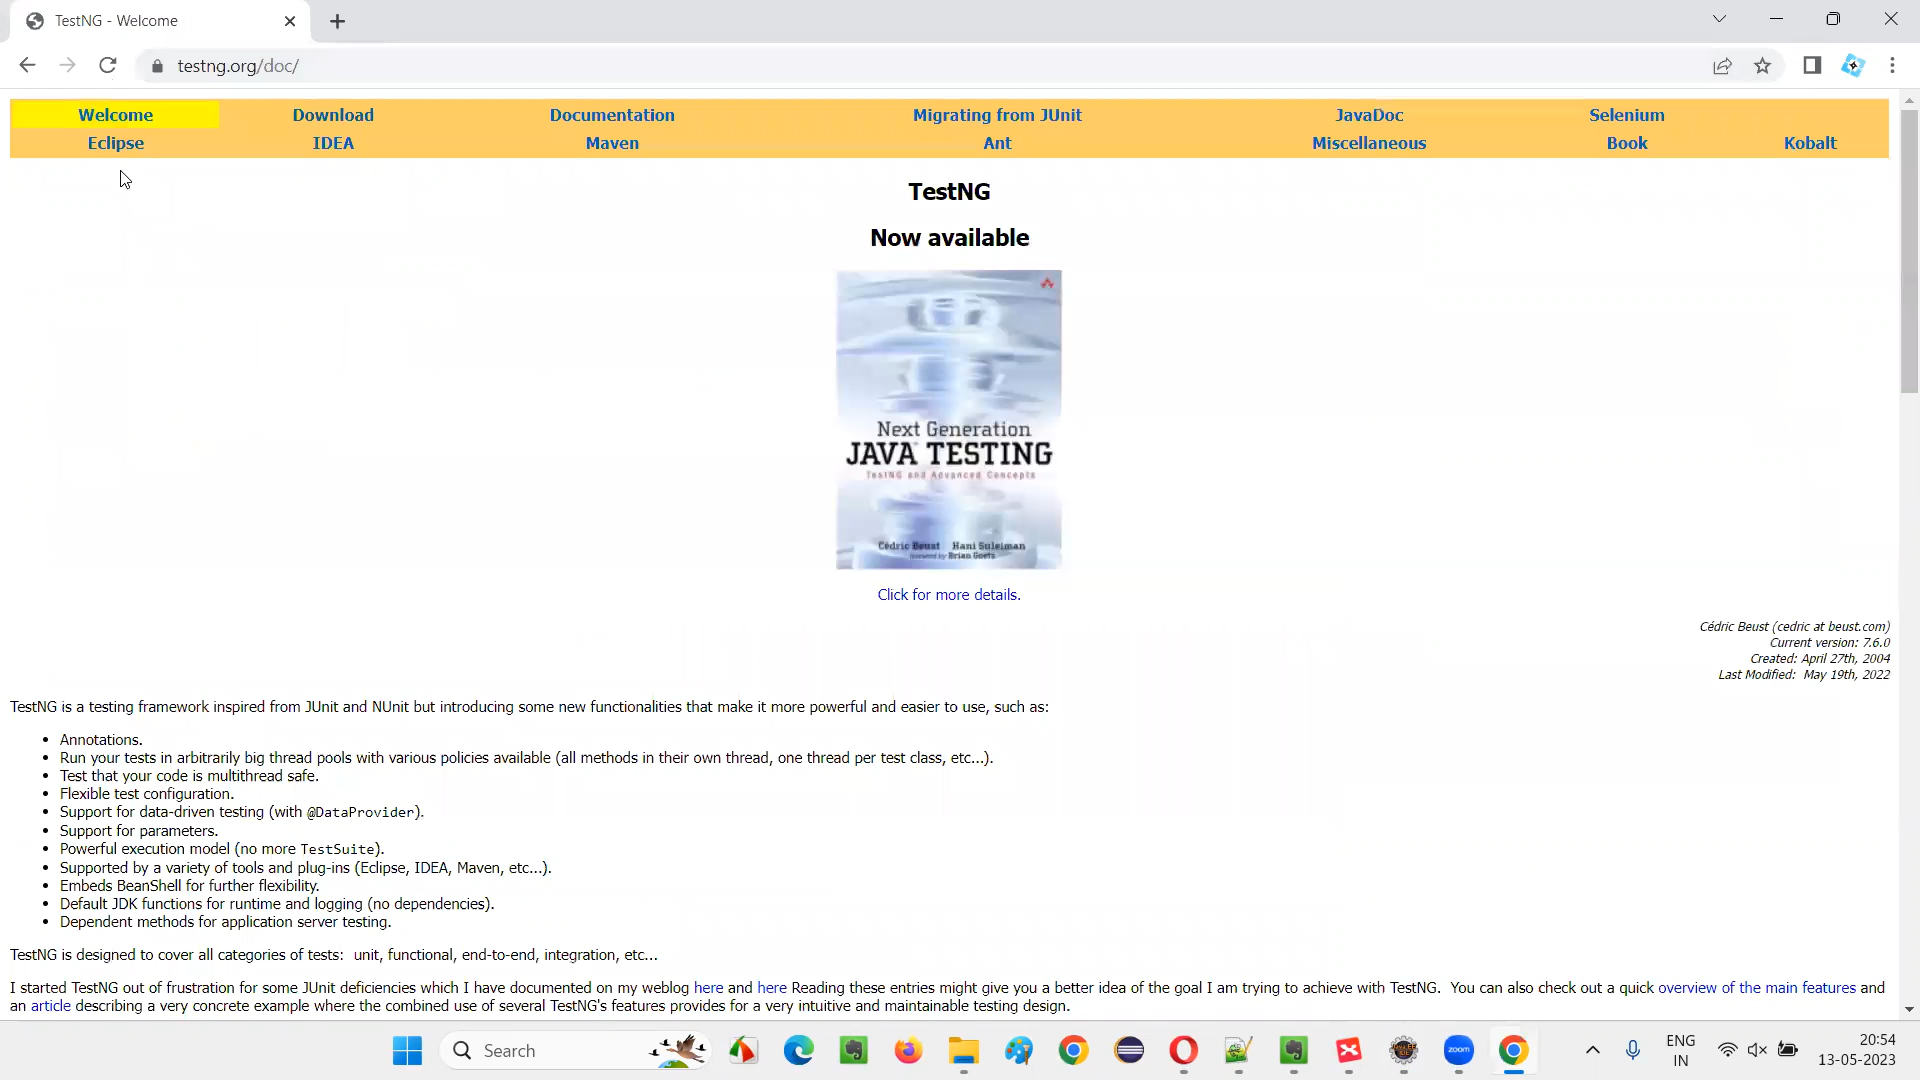 TestNG - Welcome
testng.org/doc/
Welcome Download Documentation Migrating from JUnit JavaDoc Selenium
Eclipse IDEA Maven Ant Miscellaneous Book Kobalt
TestNG
Now available
Next Generation
JAVA TESTING
TestNG and Advanced Concepts
Cédric Beust Hani Suleiman
foreword by Brian Goetz
Click for more details.
Cédric Beust (cedric at beust.com)
Current version: 7.6.0
Created: April 27th, 2004
Last Modified: May 19th, 2022
TestNG is a testing framework inspired from JUnit and NUnit but introducing some new functionalities that make it more powerful and easier to use, such as:
• Annotations.
• Run your tests in arbitrarily big thread pools with various policies available (all methods in their own thread, one thread per test class, etc...).
• Test that your code is multithread safe.
• Flexible test configuration.
• Support for data-driven testing (with @DataProvider).
• Support for parameters.
• Powerful execution model (no more TestSuite).
• Supported by a variety of tools and plug-ins (Eclipse, IDEA, Maven, etc...).
• Embeds BeanShell for further flexibility.
• Default JDK functions for runtime and logging (no dependencies).
• Dependent methods for application server testing.
TestNG is designed to cover all categories of tests: unit, functional, end-to-end, integration, etc...
I started TestNG out of frustration for some JUnit deficiencies which I have documented on my weblog here and here Reading these entries might give you a better idea of the goal I am trying to achieve with TestNG. You can also check out a quick overview of the main features and
an article describing a very concrete example where the combined use of several TestNG's features provides for a very intuitive and maintainable testing design.
Search
zoom
ENG
IN
20:54
13-05-2023